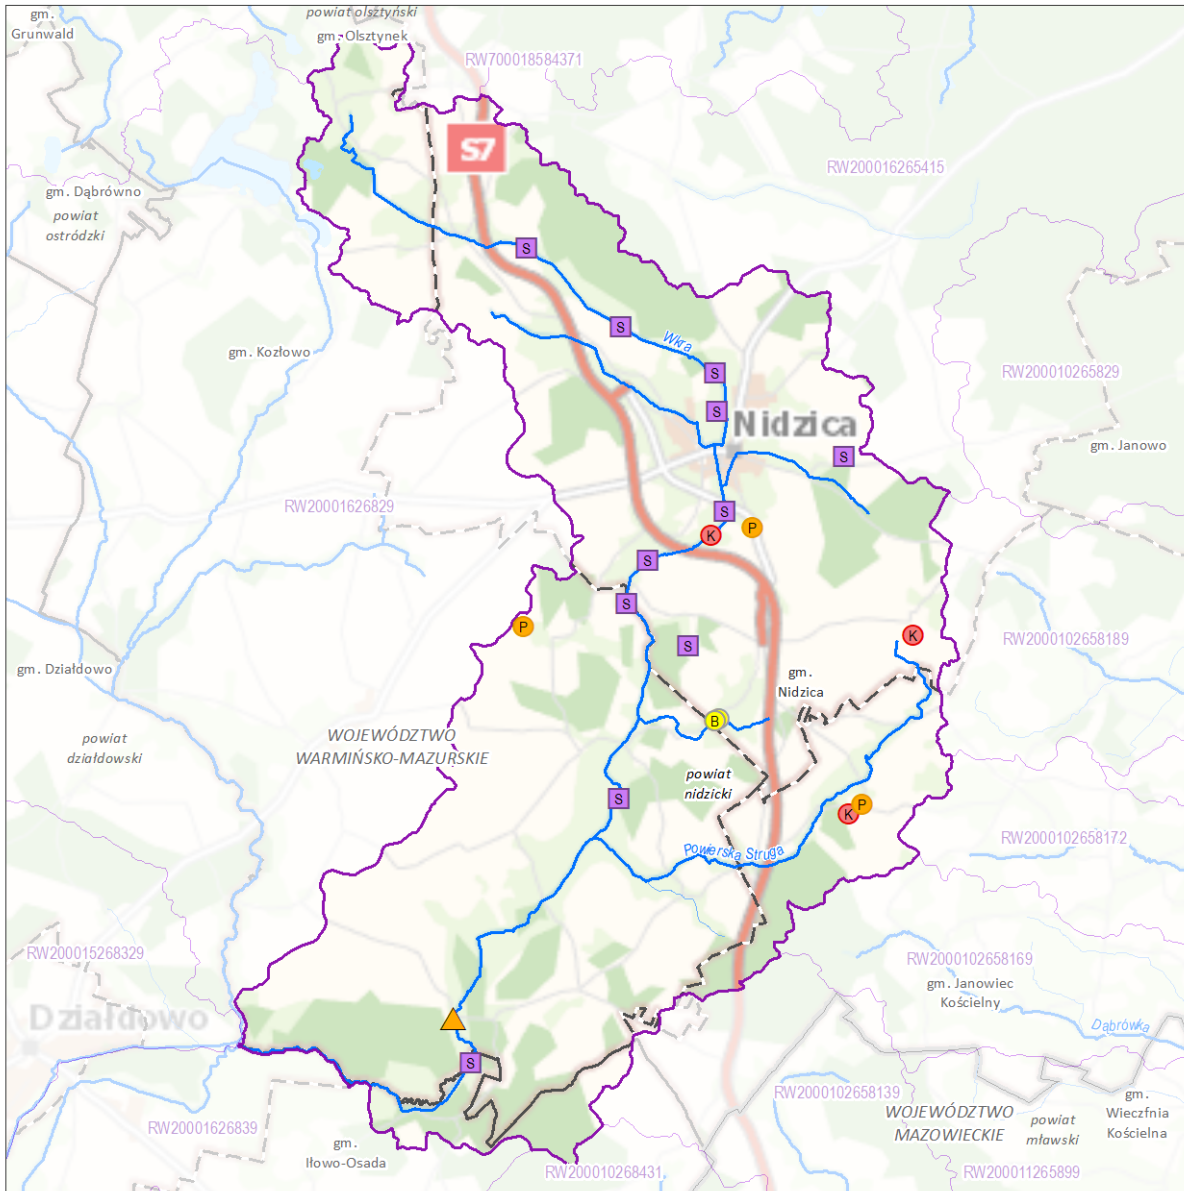 gm.
Grunwald
powiat olsztyński
gm. Olsztynek
RW700018584371
S7
RW200016265415
gm. Dąbrówno
powiat
ostródzki
S
S
Wkra
gm. Kozłowo
S
RW200010265829
S
Nidzica
gm. Janowo
S
RW20001626829
S
P
K
S
S
P
K
RW2000102658189
S
gm. Działdowo
gm.
Nidzica
B
WOJEWÓDZTWO
WARMIŃSKO-MAZURSKIE
powiat
działdowski
powiat
nidzicki
S
P
K
RW2000102658172
Powierska Struga
RW200015268329
RW2000102658169
gm. Janowiec
Kościelny
Działdowo
Dąbrówka
S
RW2000102658139
WOJEWÓDZTWO
MAZOWIECKIE
powiat
mławski
gm.
Wieczfnia
Kościelna
RW20001626839
gm.
Iłowo-Osada
RW200010268431
RW200011265899